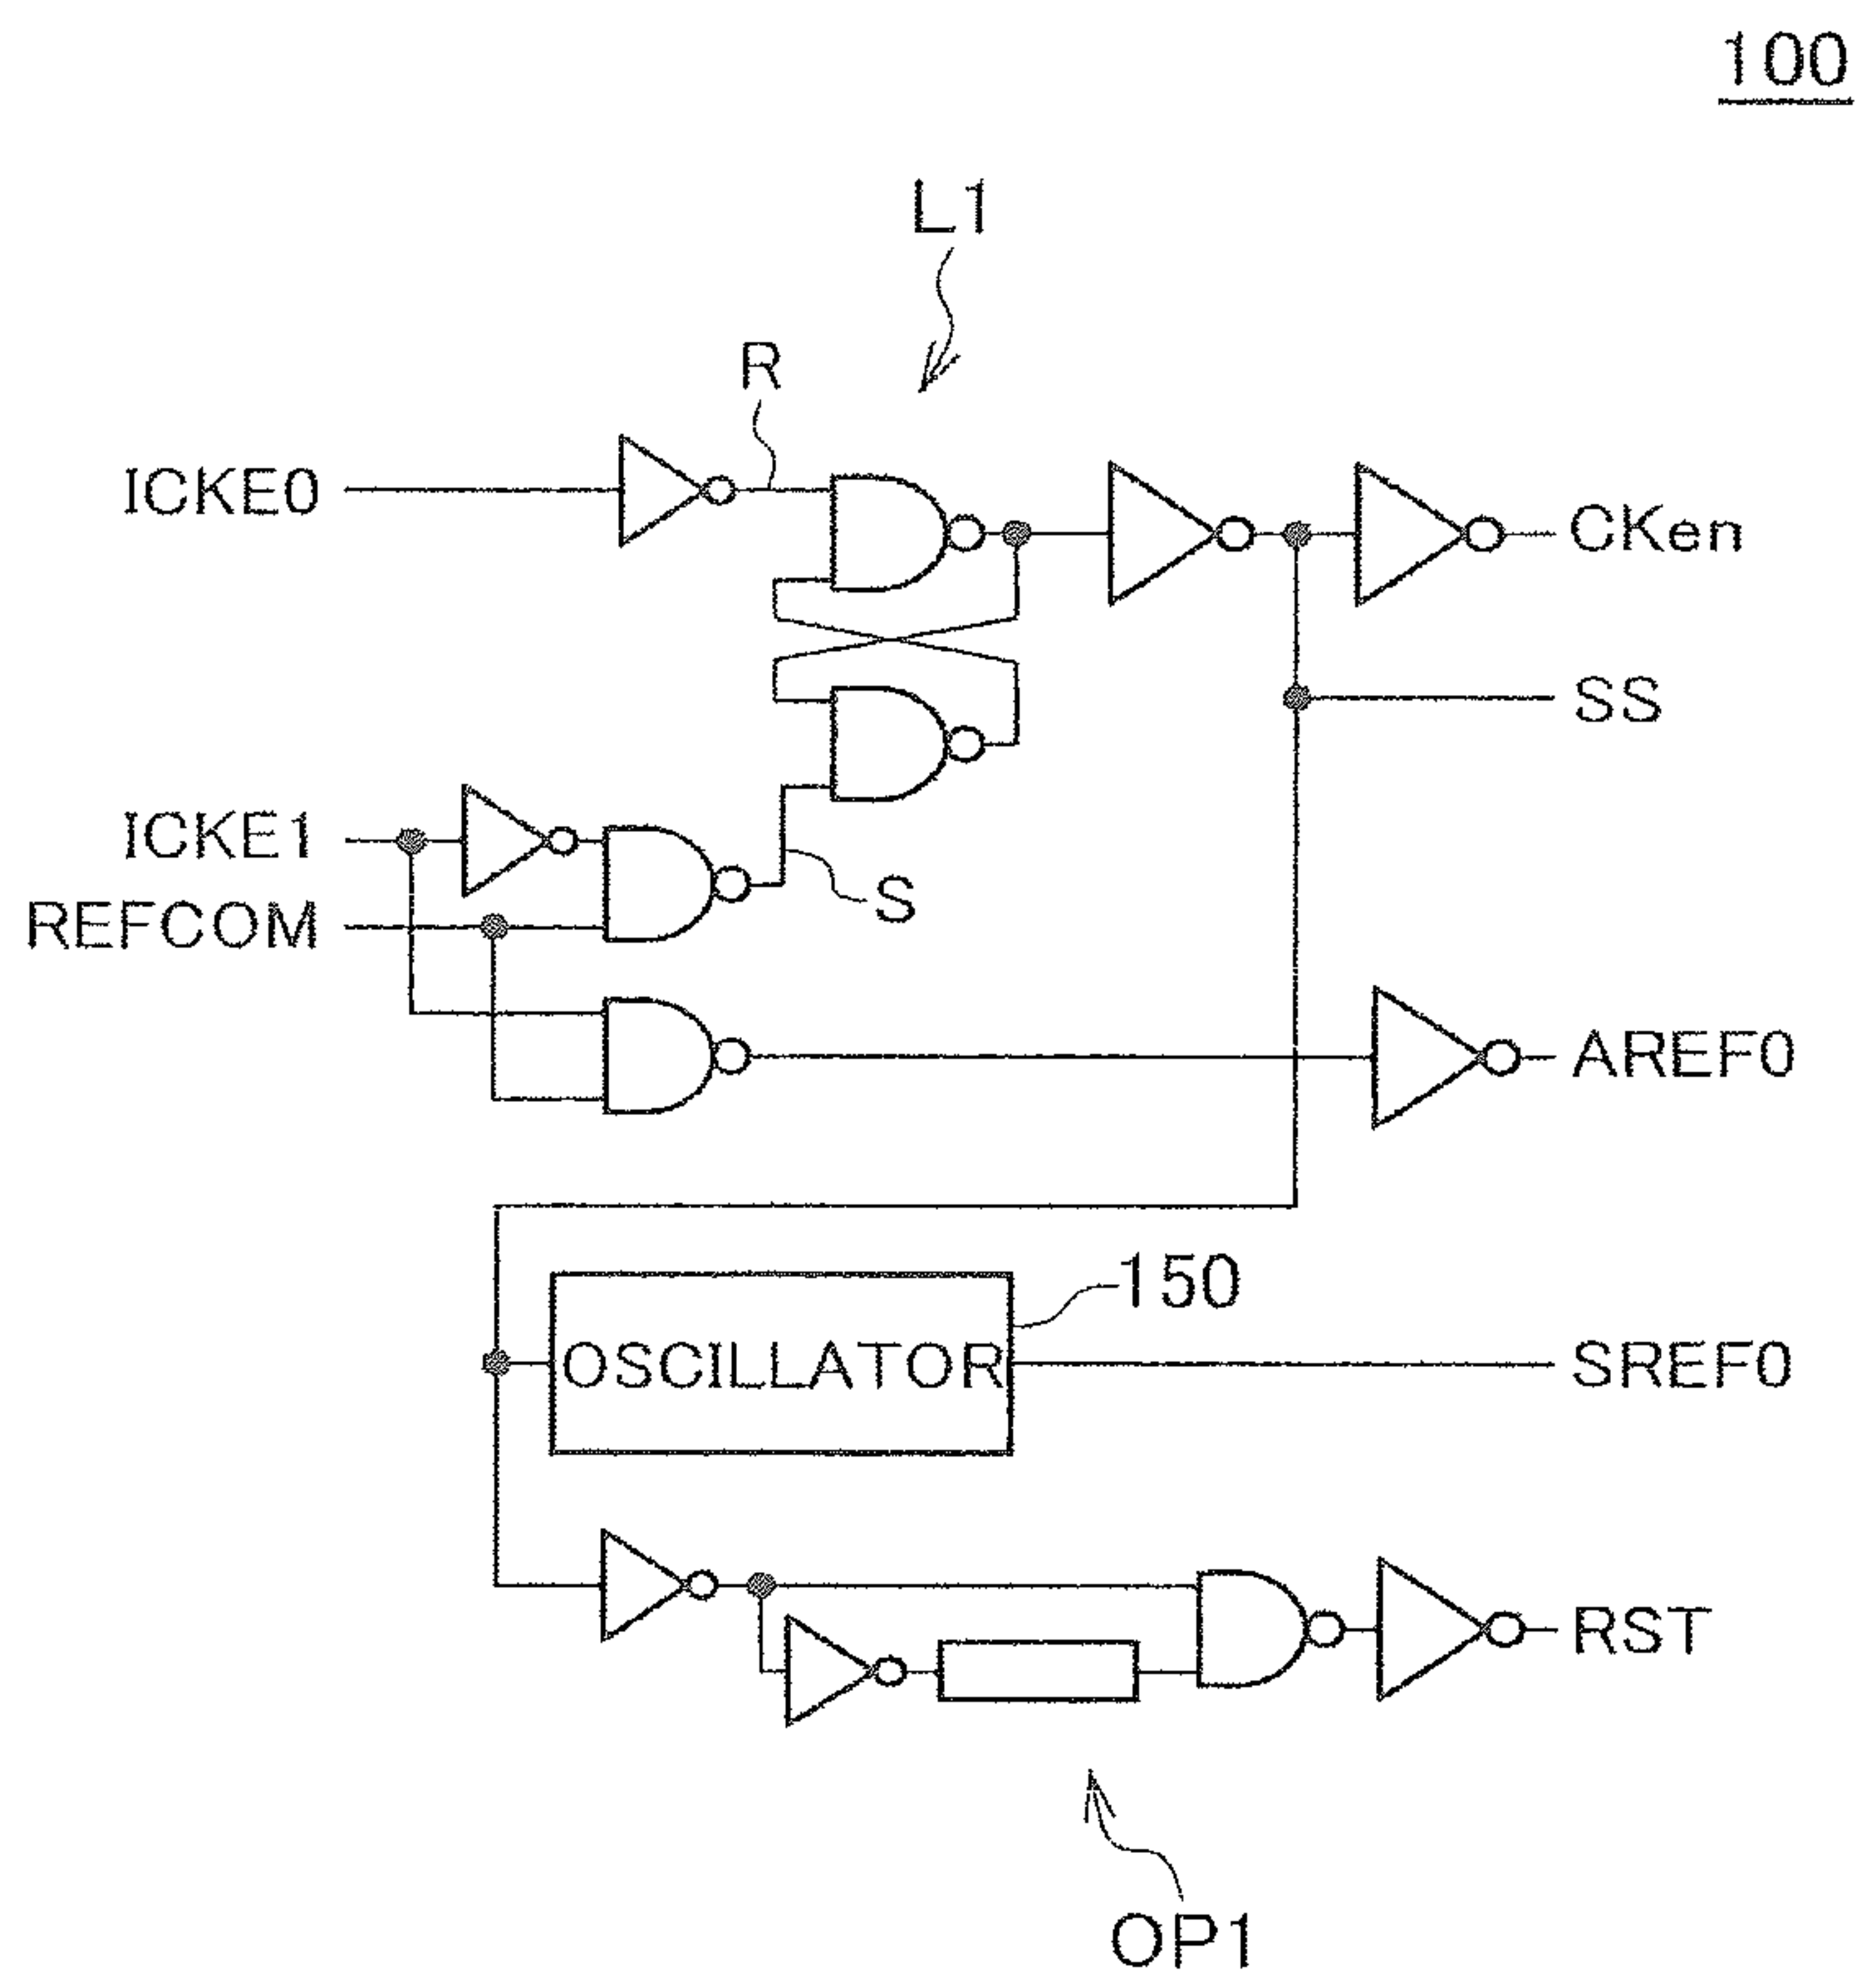 100
L1
R
ICKE0
CKen
SS
ICKE1
S
REFCOM
AREF0
150
OSCILLATOR
SREF0
RST
OP1